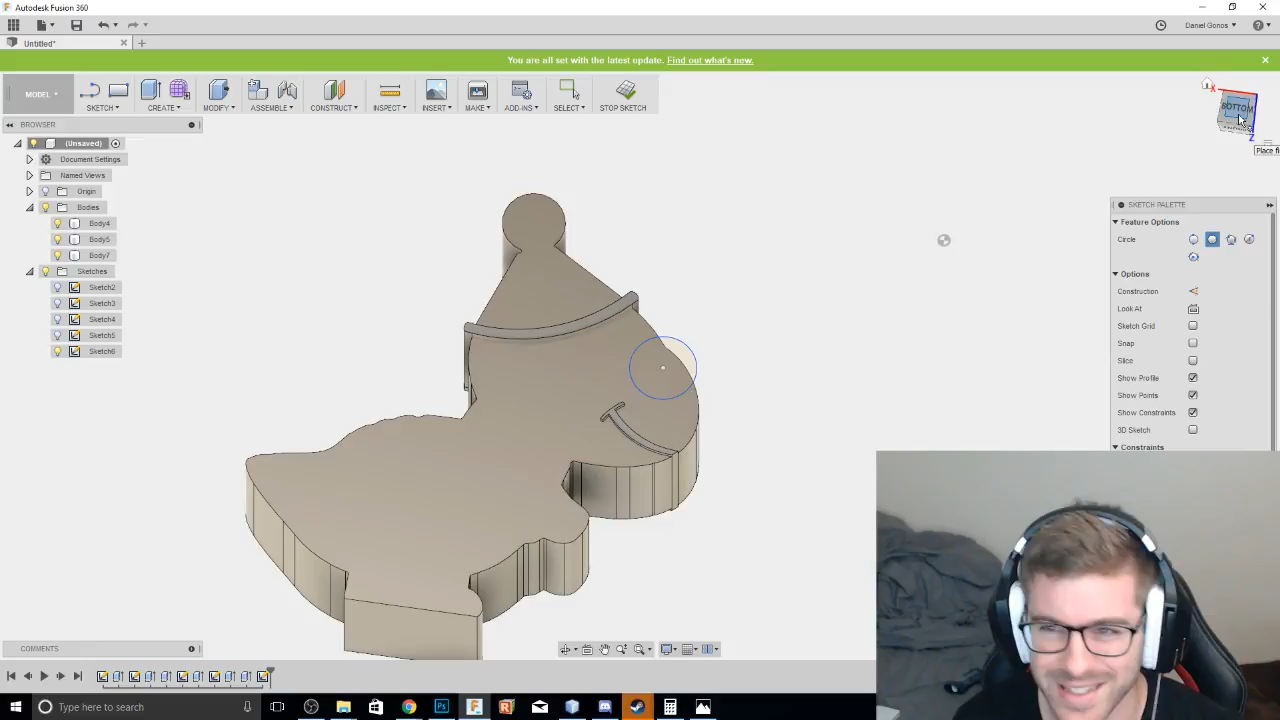 Autodesk Fusion 360
Daniel Gonos
Untitled*
You are all set with the latest update. Find out what's new.
MODEL
SKETCH
CREATE
MODIFY
ASSEMBLE
CONSTRUCT
INSPECT
INSERT
MAKE
ADD-INS
SELECT
STOP SKETCH
X
BOTTOM
Z
Place fi
BROWSER
(Unsaved)
Document Settings
Named Views
Origin
Bodies
Body4
Body5
Body7
Sketches
Sketch2
Sketch3
Sketch4
Sketch5
Sketch6
SKETCH PALETTE
Feature Options
Circle
Options
Construction
Look At
Sketch Grid
Snap
Slice
Show Profile
Show Points
Show Constraints
3D Sketch
Constraints
COMMENTS
Type here to search